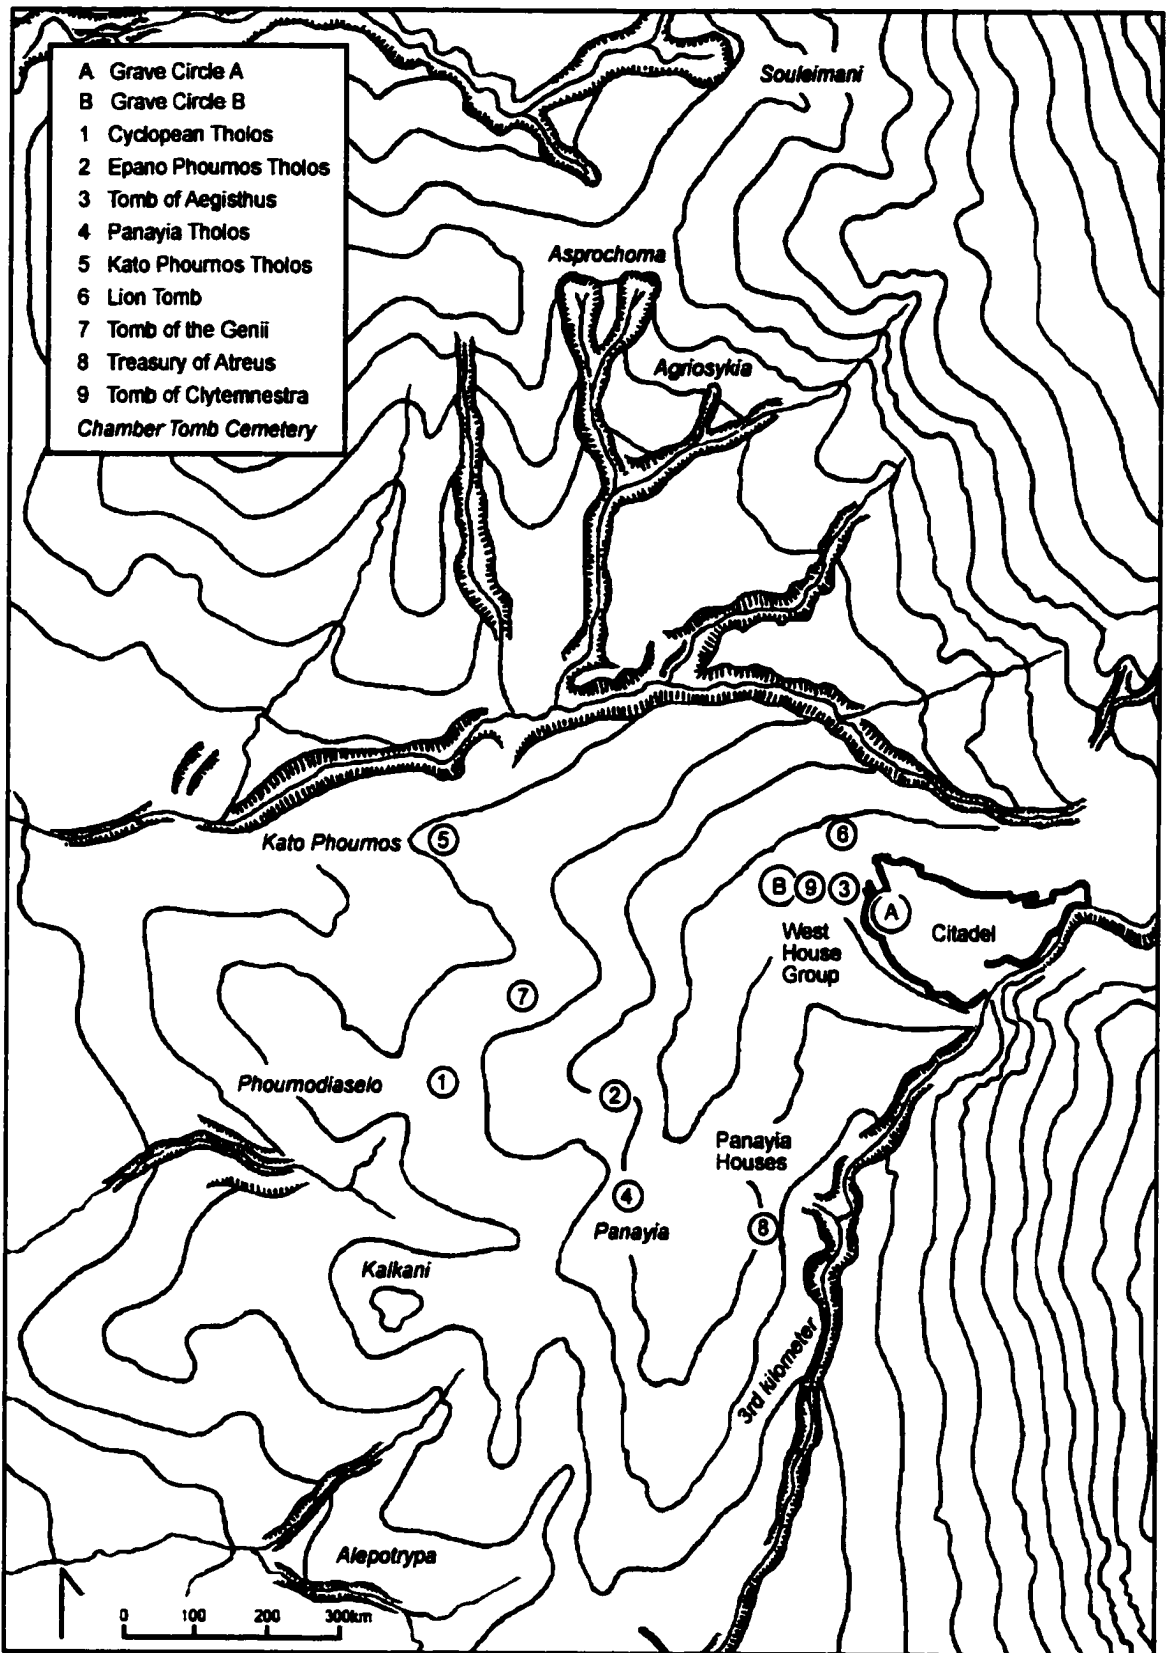 A Grave Circle A
B Grave Circle B
1 Cyclopean Tholos
2 Epano Phournos Tholos
3 Tomb of Aegisthus
4 Panayia Tholos
5 Kato Phournos Tholos
6 Lion Tomb
7 Tomb of the Genii
8 Treasury of Atreus
9 Tomb of Clytemnestra
Chamber Tomb Cemetery
Souleimani
Asprochoma
Agriosykia
Kato Phournos
5
6
B 9 3
A
West
House
Group
Citadel
7
Phournodiaselo
1
2
Panayia
Houses
4
Panayia
8
Kalkani
3rd kilometer
Alepotrypa
0 100 200 300km